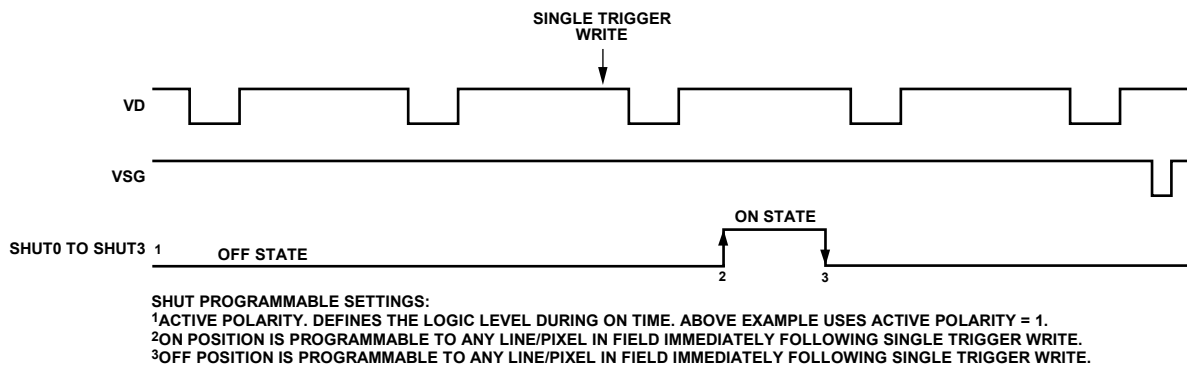 SINGLE TRIGGER
WRITE
VD
VSG
ON STATE
SHUT0 TO SHUT3 1
OFF STATE
2
3
SHUT PROGRAMMABLE SETTINGS:
1ACTIVE POLARITY. DEFINES THE LOGIC LEVEL DURING ON TIME. ABOVE EXAMPLE USES ACTIVE POLARITY = 1.
2ON POSITION IS PROGRAMMABLE TO ANY LINE/PIXEL IN FIELD IMMEDIATELY FOLLOWING SINGLE TRIGGER WRITE.
3OFF POSITION IS PROGRAMMABLE TO ANY LINE/PIXEL IN FIELD IMMEDIATELY FOLLOWING SINGLE TRIGGER WRITE.